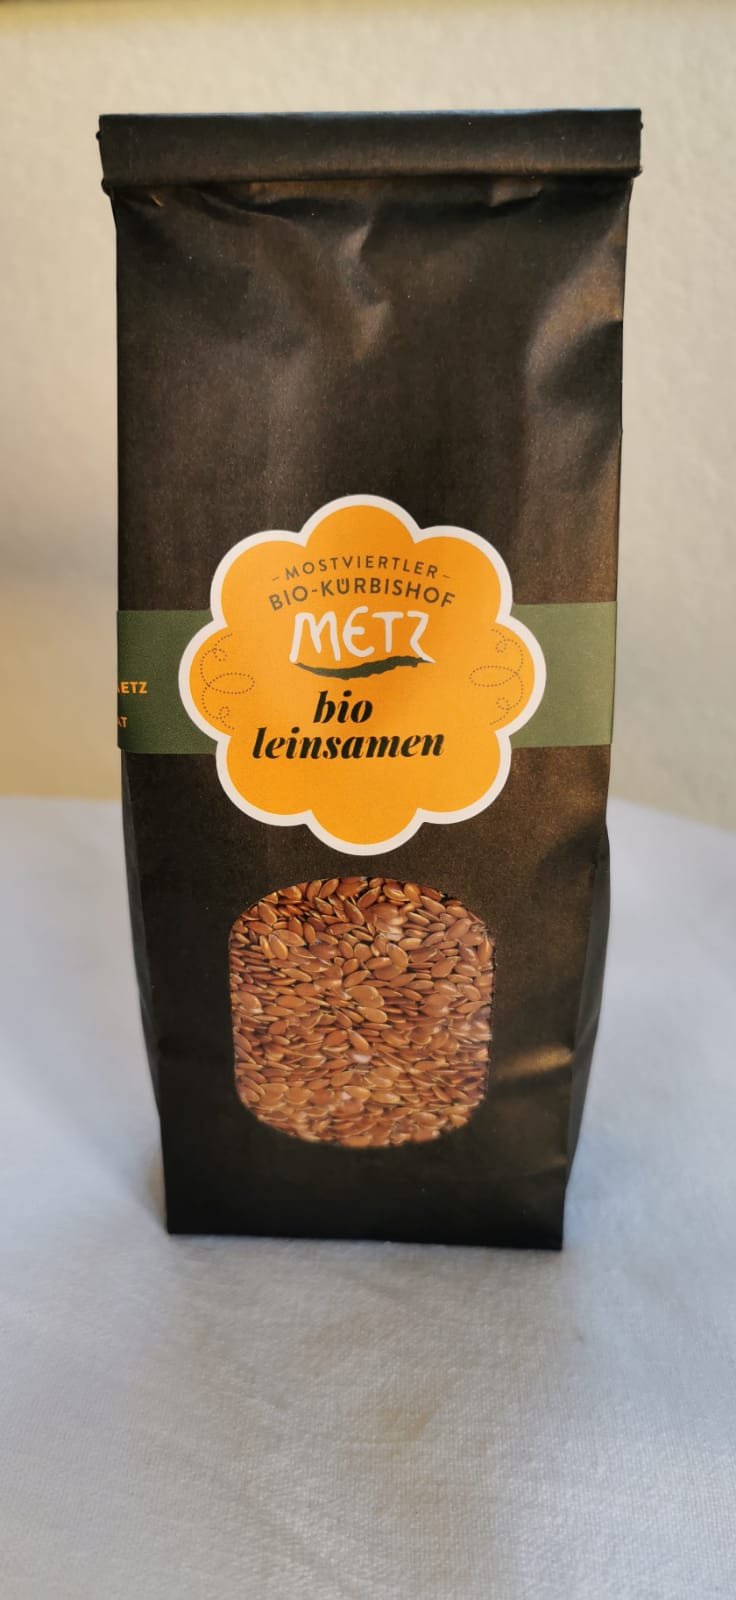 -MOSTVIERTLER-
BIO-KÜRBISHOF
METZ
bio
leinsamen